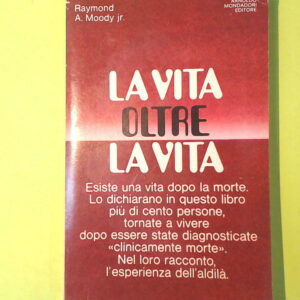 Raymond
A. Moody jr.
ARNOLDO
MONDADORI
EDITORE
LA VITA
OLTRE
LA VITA
Esiste una vita dopo la morte.
Lo dichiarano in questo libro
più di cento persone,
tornate a vivere
dopo essere state diagnosticate
«clinicamente morte».
Nel loro racconto,
l'esperienza dell'aldilà.